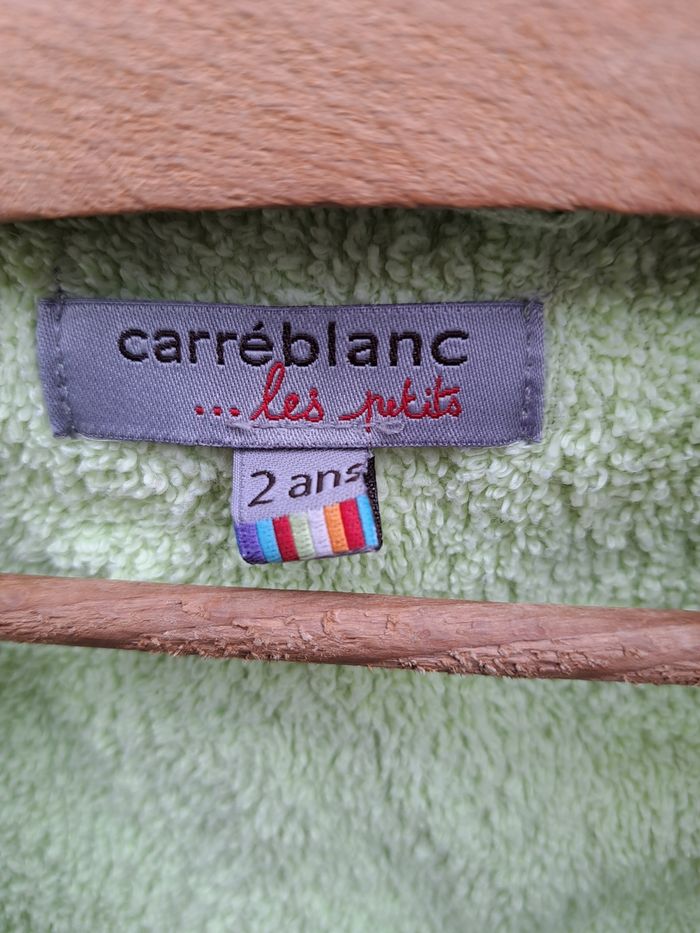 carréblanc
... les petits
2 ans